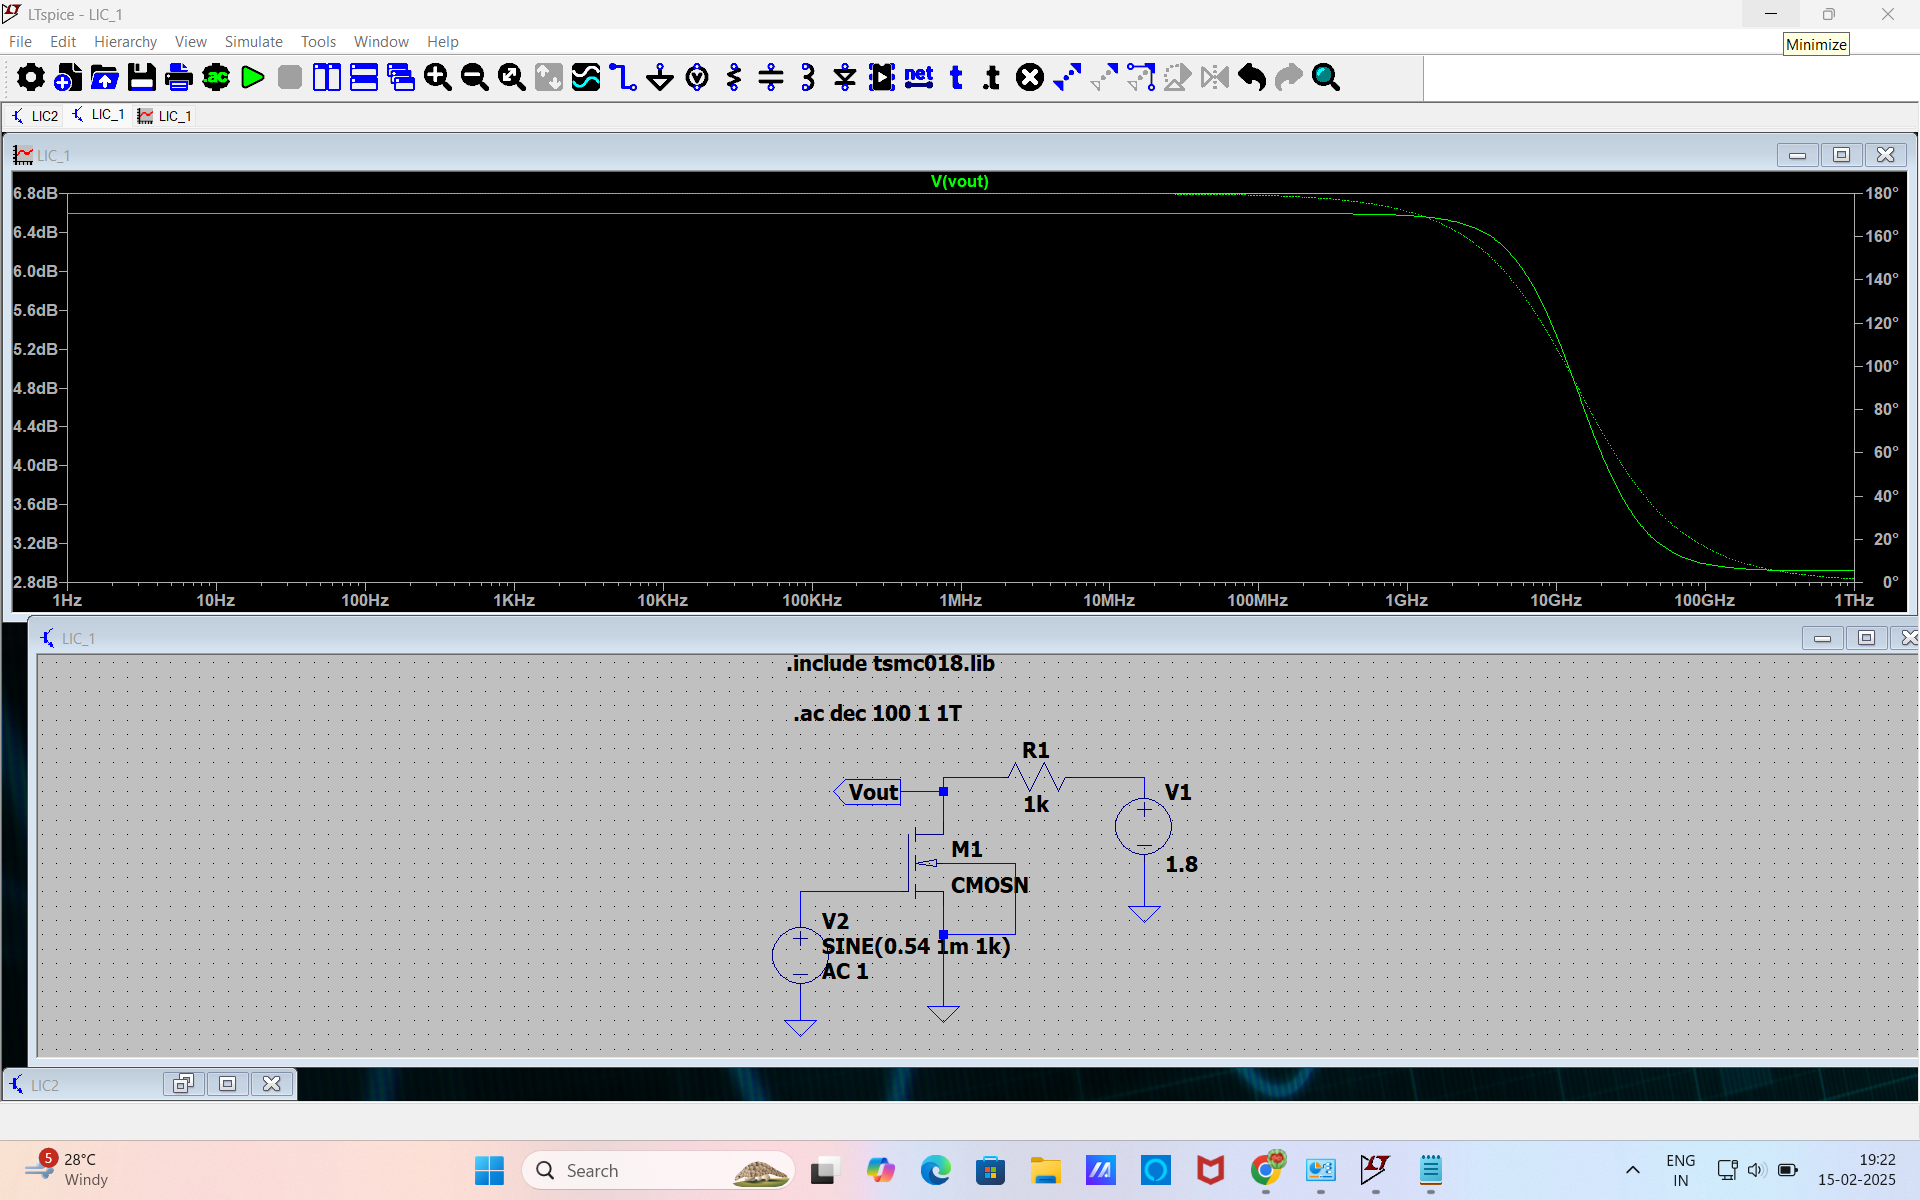 LTspice - LIC_1
Minimize
File Edit Hierarchy View Simulate Tools Window Help
.ac
net
t
.t
LIC2 LIC_1 LIC_1
LIC_1
V(vout)
6.8dB
6.4dB
6.0dB
5.6dB
5.2dB
4.8dB
4.4dB
4.0dB
3.6dB
3.2dB
2.8dB
180°
160°
140°
120°
100°
80°
60°
40°
20°
0°
1Hz 10Hz 100Hz 1KHz 10KHz 100KHz 1MHz 10MHz 100MHz 1GHz 10GHz 100GHz 1THz
LIC_1
.include tsmc018.lib
.ac dec 100 1 1T
R1
1k
Vout
V1
1.8
M1
CMOSN
V2
SINE(0.54 1m 1k)
AC 1
LIC2
5
28°C
Windy
Search
ENG
IN
19:22
15-02-2025